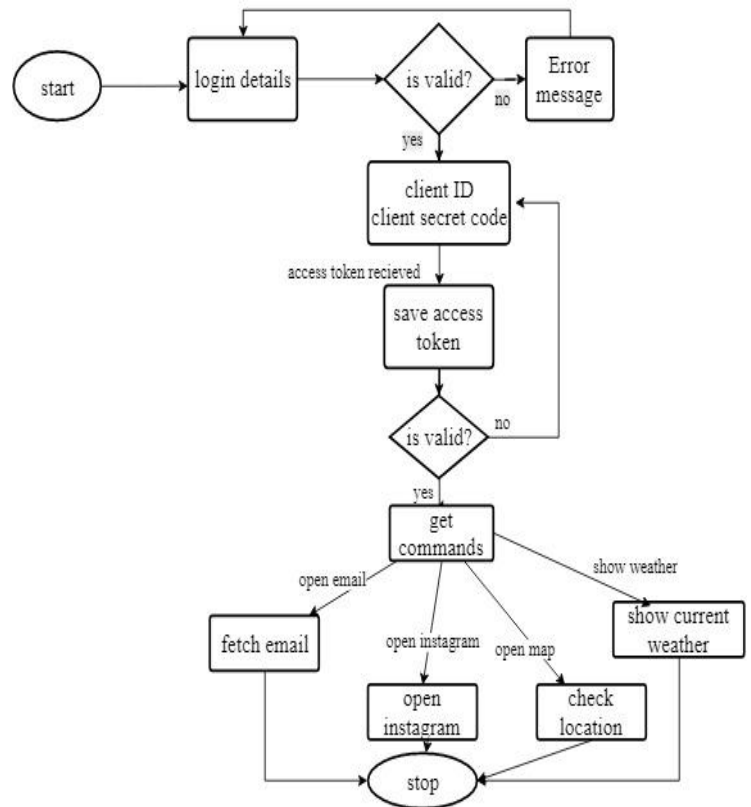 start
login details
is valid?
no
Error
message
yes
client ID
client secret code
access token recieved
save access
token
is valid?
no
yes
get
commands
open email
open instagram
open map
show weather
fetch email
open
instagram
check
location
show current
weather
stop